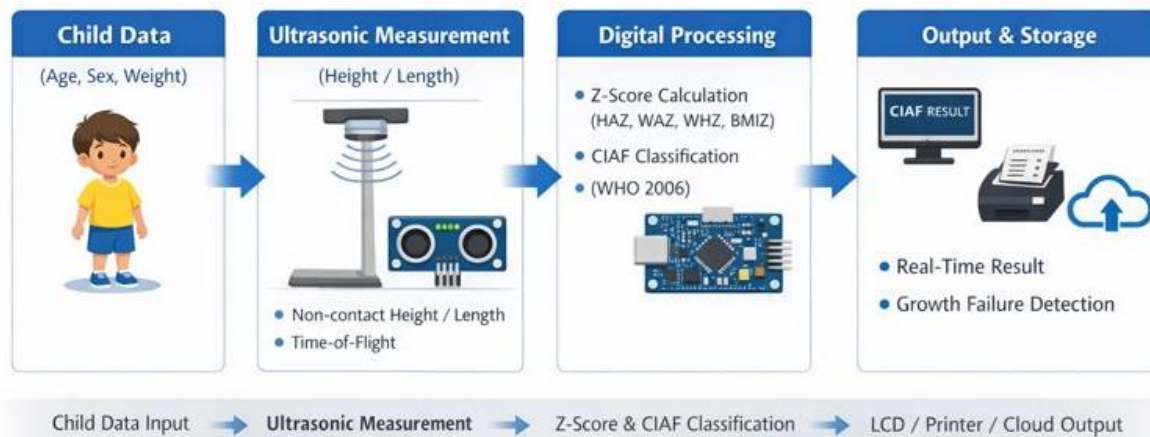 Child Data
(Age, Sex, Weight)
Ultrasonic Measurement
(Height / Length)
• Non-contact Height / Length
• Time-of-Flight
Digital Processing
• Z-Score Calculation
(HAZ, WAZ, WHZ, BMIZ)
• CIAF Classification
• (WHO 2006)
Output & Storage
CIAF RESULT
• Real-Time Result
• Growth Failure Detection
Child Data Input Ultrasonic Measurement Z-Score & CIAF Classification LCD / Printer / Cloud Output